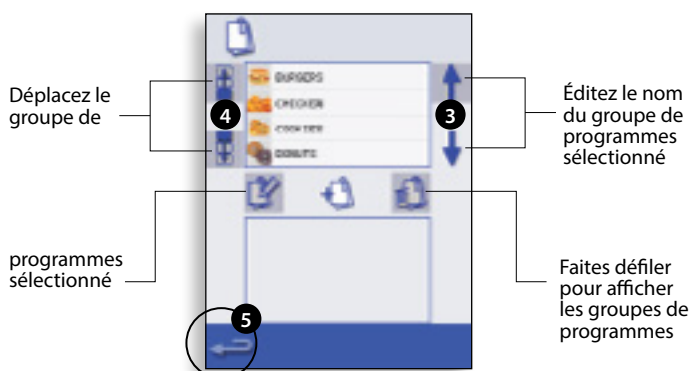 Déplacez le
groupe de
programmes
sélectionné
4
BURGERS
CHICKEN
COOKIES
DONUTS
3
5
Éditez le nom
du groupe de
programmes
sélectionné
Faites défiler
pour afficher
les groupes de
programmes